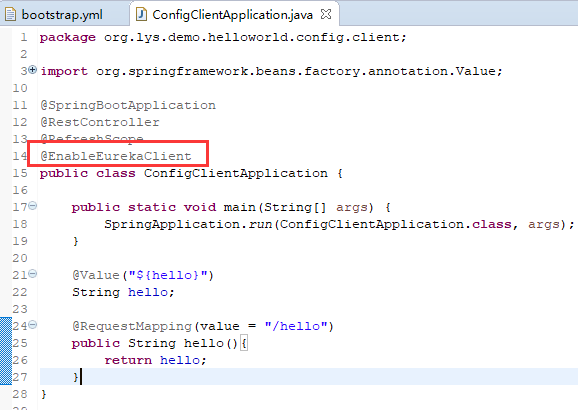 bootstrap.yml ConfigClientApplication.java
1 package org.lys.demo.helloworld.config.client;
2
3 import org.springframework.beans.factory.annotation.Value;
10
11 @SpringBootApplication
12 @RestController
13 @RefreshScope
14 @EnableEurekaClient
15 public class ConfigClientApplication {
16
17 public static void main(String[] args) {
18 SpringApplication.run(ConfigClientApplication.class, args);
19 }
20
21 @Value("${hello}")
22 String hello;
23
24 @RequestMapping(value = "/hello")
25 public String hello(){
26 return hello;
27 }
28 }